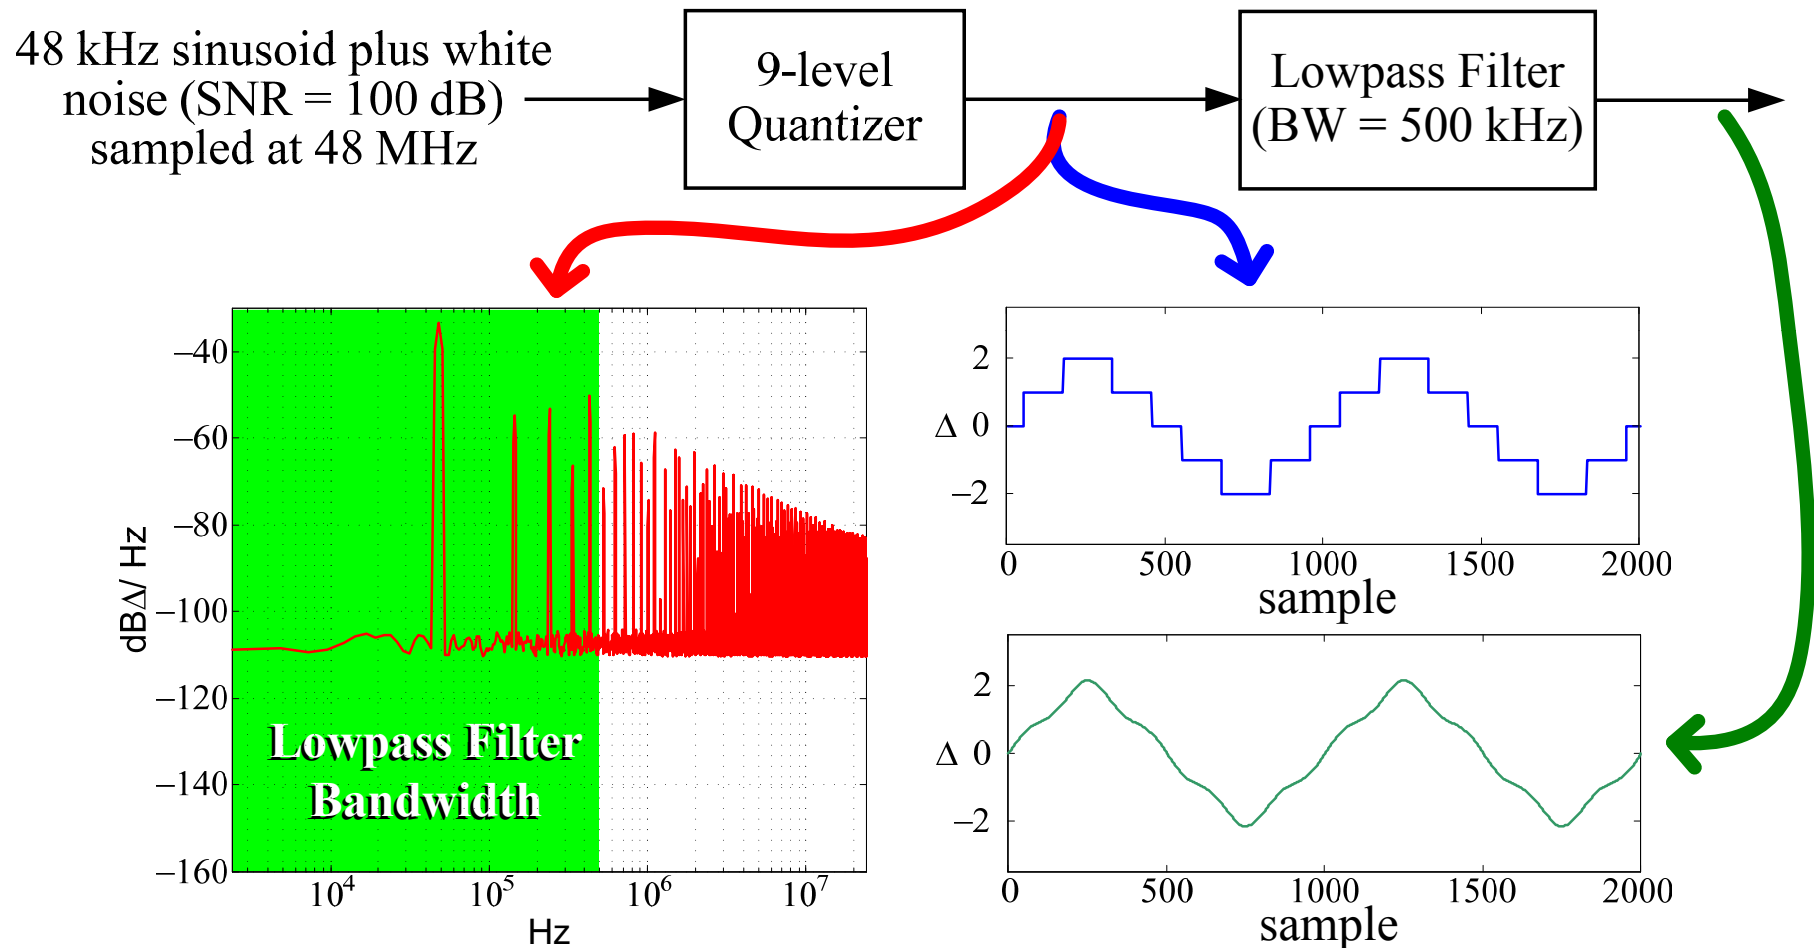 48 kHz sinusoid plus white
noise (SNR = 100 dB)
sampled at 48 MHz
9-level
Quantizer
Lowpass Filter
(BW = 500 kHz)
−40
−60
−80
−100
−120
−140
−160
dBΔ/ Hz
Lowpass Filter
Bandwidth
10^4
10^5
10^6
10^7
Hz
2
Δ 0
−2
0 500 1000 1500 2000
sample
2
Δ 0
−2
0 500 1000 1500 2000
sample